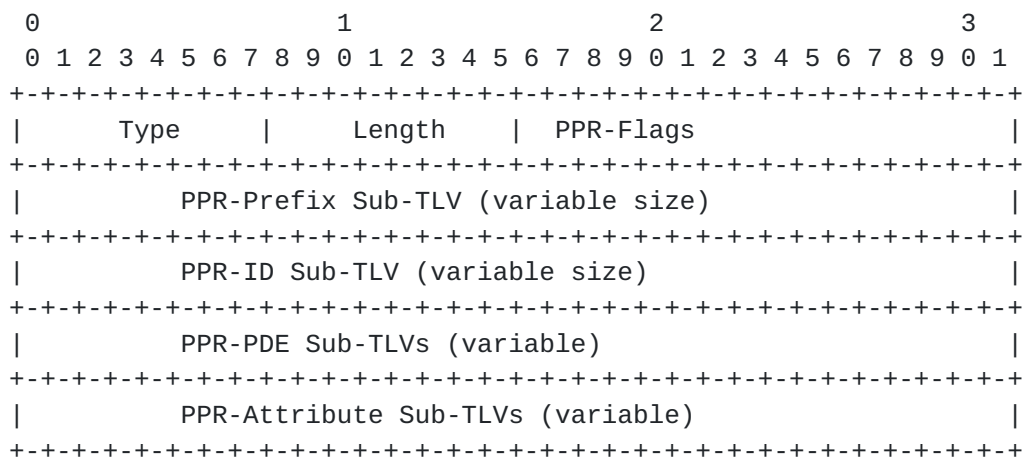 0                   1                   2                   3
 0 1 2 3 4 5 6 7 8 9 0 1 2 3 4 5 6 7 8 9 0 1 2 3 4 5 6 7 8 9 0 1
+-+-+-+-+-+-+-+-+-+-+-+-+-+-+-+-+-+-+-+-+-+-+-+-+-+-+-+-+-+-+-+-+
|      Type     |     Length    |  PPR-Flags                    |
+-+-+-+-+-+-+-+-+-+-+-+-+-+-+-+-+-+-+-+-+-+-+-+-+-+-+-+-+-+-+-+-+
|          PPR-Prefix Sub-TLV (variable size)                   |
+-+-+-+-+-+-+-+-+-+-+-+-+-+-+-+-+-+-+-+-+-+-+-+-+-+-+-+-+-+-+-+-+
|          PPR-ID Sub-TLV (variable size)                       |
+-+-+-+-+-+-+-+-+-+-+-+-+-+-+-+-+-+-+-+-+-+-+-+-+-+-+-+-+-+-+-+-+
|          PPR-PDE Sub-TLVs (variable)                          |
+-+-+-+-+-+-+-+-+-+-+-+-+-+-+-+-+-+-+-+-+-+-+-+-+-+-+-+-+-+-+-+-+
|          PPR-Attribute Sub-TLVs (variable)                    |
+-+-+-+-+-+-+-+-+-+-+-+-+-+-+-+-+-+-+-+-+-+-+-+-+-+-+-+-+-+-+-+-+